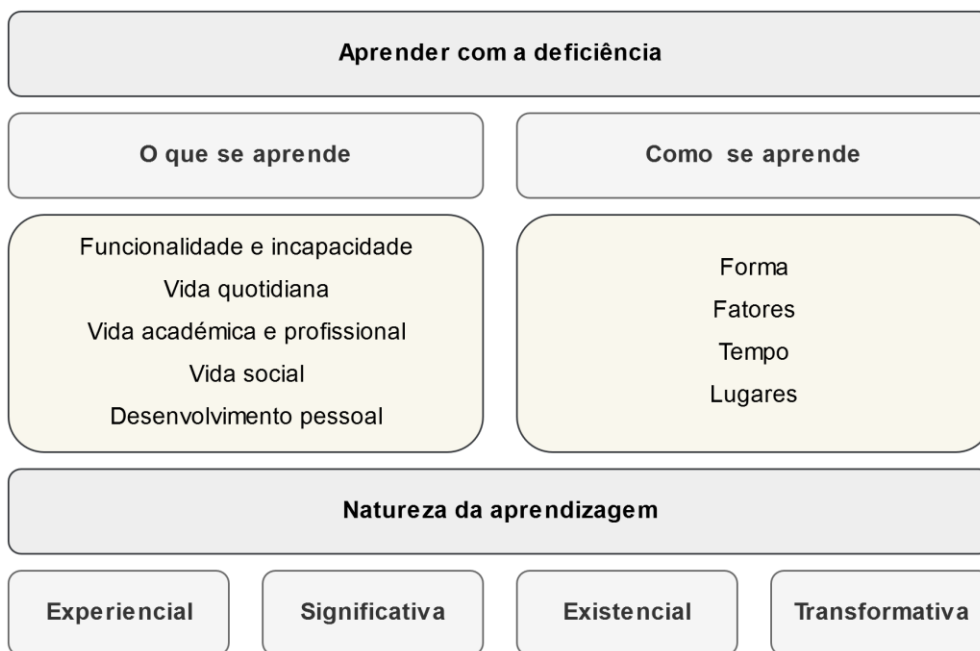 Aprender com a deficiência
O que se aprende
Como se aprende
Funcionalidade e incapacidade
Vida quotidiana
Vida académica e profissional
Vida social
Desenvolvimento pessoal
Forma
Fatores
Tempo
Lugares
Natureza da aprendizagem
Experiencial
Significativa
Existencial
Transformativa